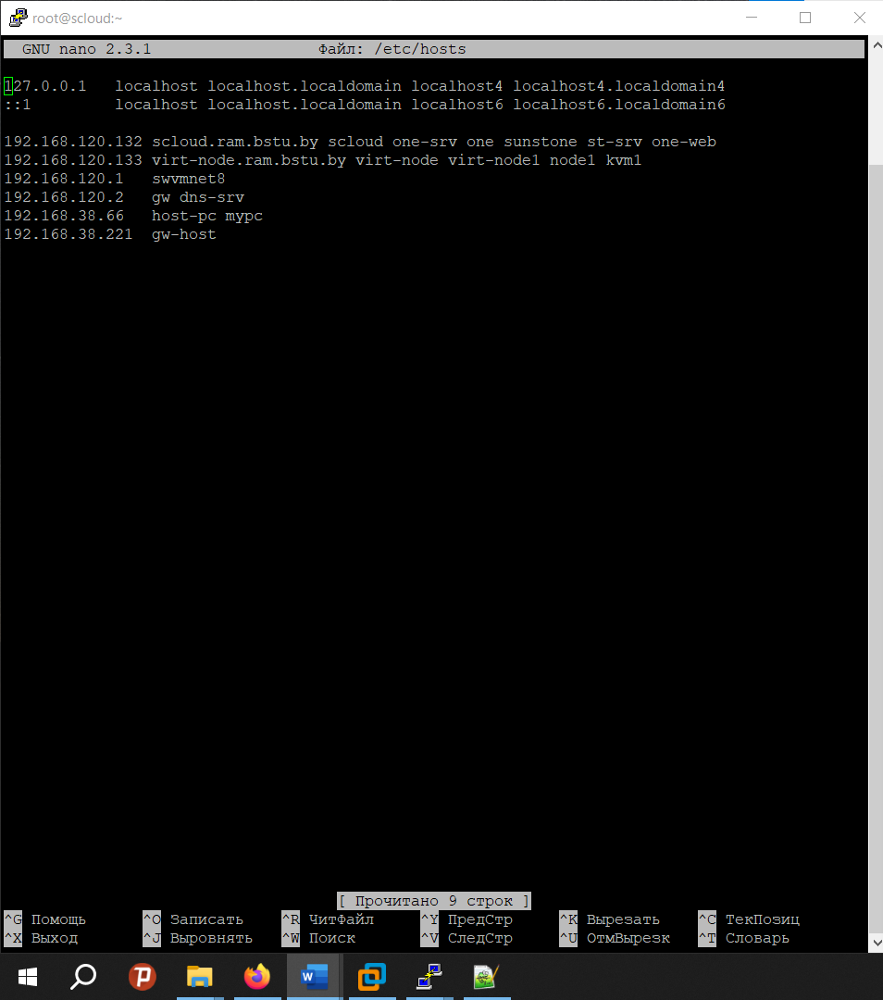 root@scloud:~
GNU nano 2.3.1 Файл: /etc/hosts
127.0.0.1 localhost localhost.localdomain localhost4 localhost4.localdomain4
::1 localhost localhost.localdomain localhost6 localhost6.localdomain6
192.168.120.132 scloud.ram.bstu.by scloud one-srv one sunstone st-srv one-web
192.168.120.133 virt-node.ram.bstu.by virt-node virt-node1 node1 kvm1
192.168.120.1 swvmnet8
192.168.120.2 gw dns-srv
192.168.38.66 host-pc mypc
192.168.38.221 gw-host
[ Прочитано 9 строк ]
^G Помощь ^O Записать ^R ЧитФайл ^Y ПредСтр ^K Вырезать ^C ТекПозиц
^X Выход ^J Выровнять ^W Поиск ^V СледСтр ^U ОтмВырезк ^T Словарь